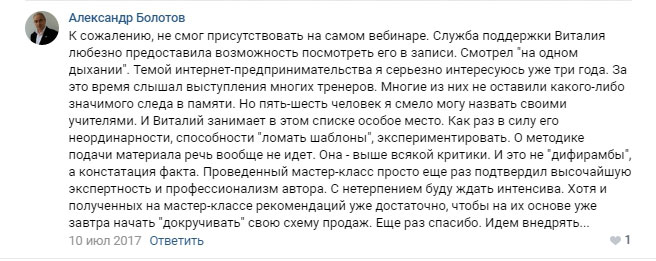 Александр Болотов
К сожалению, не смог присутствовать на самом вебинаре. Служба поддержки Виталия
любезно предоставила возможность посмотреть его в записи. Смотрел "на одном
дыхании". Темой интернет-предпринимательства я серьезно интересуюсь уже три года. За
это время слышал выступления многих тренеров. Многие из них не оставили какого-либо
значимого следа в памяти. Но пять-шесть человек я смело могу назвать своими
учителями. И Виталий занимает в этом списке особое место. Как раз в силу его
неординарности, способности "ломать шаблоны", экспериментировать. О методике
подачи материала речь вообще не идет. Она - выше всякой критики. И это не "дифирамбы",
а констатация факта. Проведенный мастер-класс просто еще раз подтвердил высочайшую
экспертность и профессионализм автора. С нетерпением буду ждать интенсива. Хотя и
полученных на мастер-классе рекомендаций уже достаточно, чтобы на их основе уже
завтра начать "докручивать" свою схему продаж. Еще раз спасибо. Идем внедрять...
10 июл 2017 Ответить 1